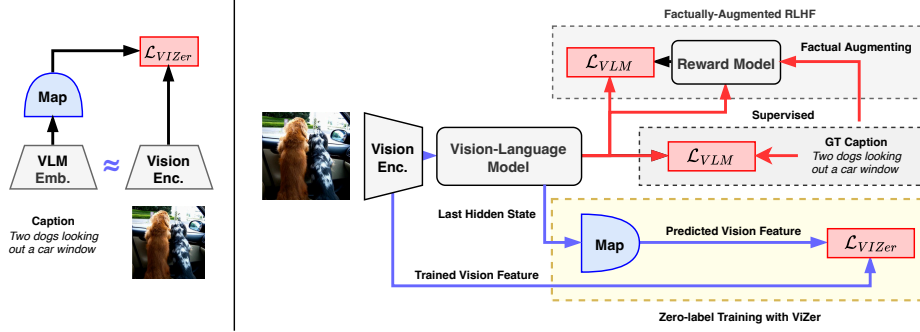 ℒ_VIZer
Map
VLM
Emb.
≈
Vision
Enc.
Caption
Two dogs looking
out a car window
Factually-Augmented RLHF
ℒ_VLM
Reward Model
Factual Augmenting
Supervised
Vision
Enc.
Vision-Language
Model
ℒ_VLM
GT Caption
Two dogs looking
out a car window
Last Hidden State
Map
Predicted Vision Feature
ℒ_VIZer
Trained Vision Feature
Zero-label Training with ViZer